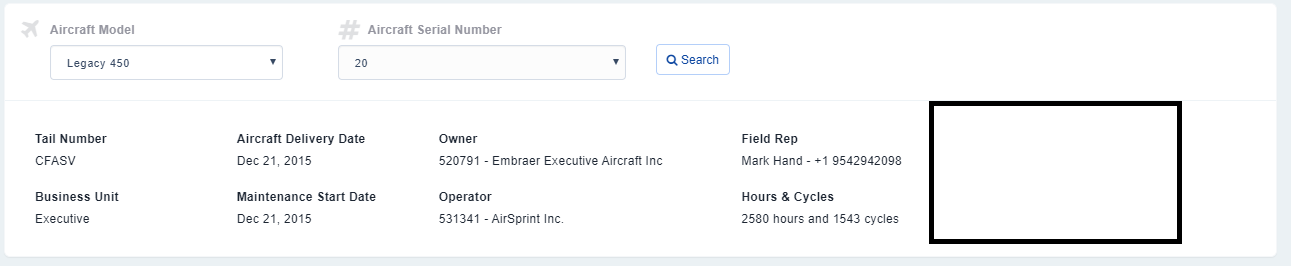 Aircraft Model
Aircraft Serial Number
Legacy 450
20
Search
Tail Number
Aircraft Delivery Date
Owner
Field Rep
CFASV
Dec 21, 2015
520791 - Embraer Executive Aircraft Inc
Mark Hand - +1 9542942098
Business Unit
Maintenance Start Date
Operator
Hours & Cycles
Executive
Dec 21, 2015
531341 - AirSprint Inc.
2580 hours and 1543 cycles